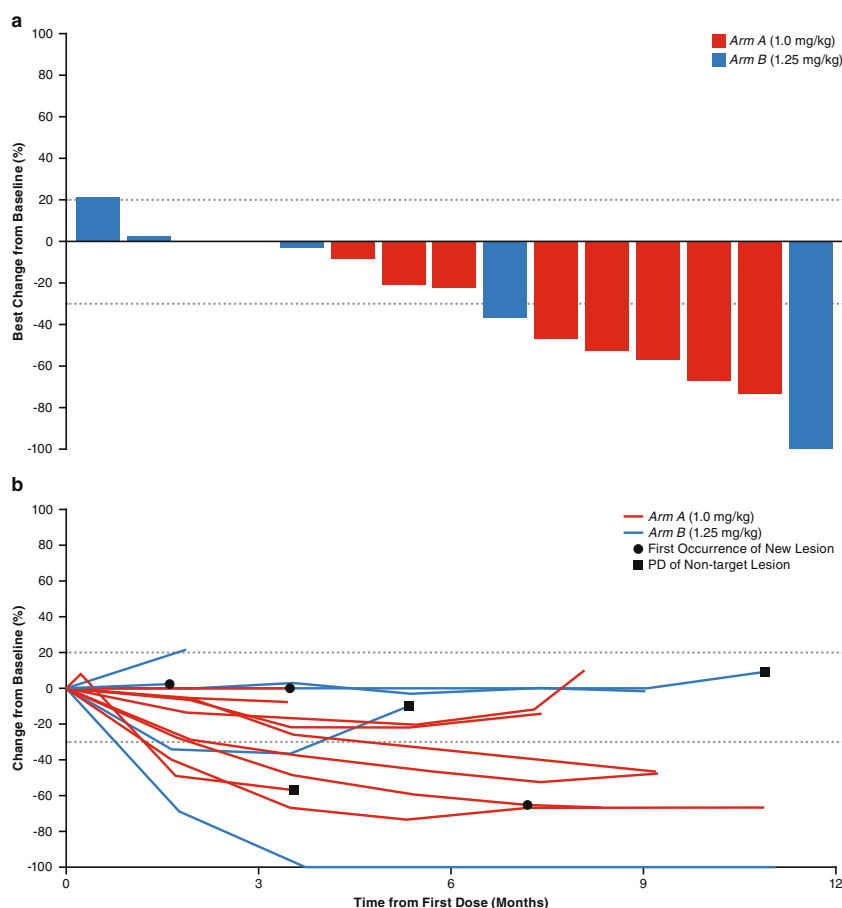 a
100
80
60
40
20
0
-20
-40
-60
-80
-100
Best Change from Baseline (%)
Arm A (1.0 mg/kg)
Arm B (1.25 mg/kg)
b
100
80
60
40
20
0
-20
-40
-60
-80
-100
Change from Baseline (%)
Arm A (1.0 mg/kg)
Arm B (1.25 mg/kg)
First Occurrence of New Lesion
PD of Non-target Lesion
0 3 6 9 12
Time from First Dose (Months)